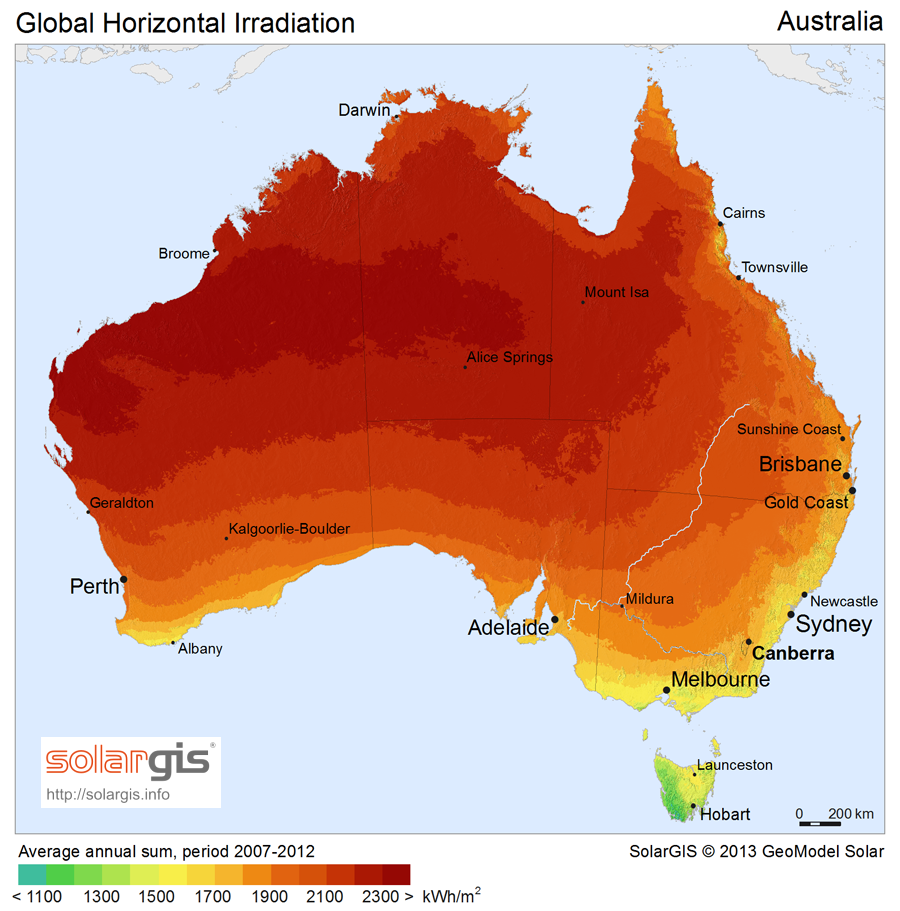 Global Horizontal Irradiation
Australia
Darwin
Cairns
Broome
Townsville
Mount Isa
Alice Springs
Sunshine Coast
Brisbane
Gold Coast
Geraldton
Kalgoorlie-Boulder
Perth
Mildura
Newcastle
Adelaide
Sydney
Albany
Canberra
Melbourne
solargis®
http://solargis.info
Launceston
Hobart
0 200 km
Average annual sum, period 2007-2012
SolarGIS © 2013 GeoModel Solar
< 1100 1300 1500 1700 1900 2100 2300 > kWh/m²